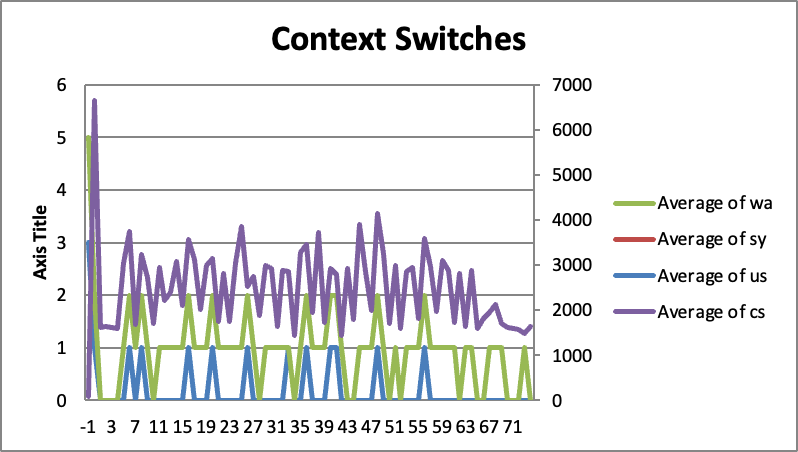 Context Switches
6
5
4
3
2
1
0
Axis Title
7000
6000
5000
4000
3000
2000
1000
0
-1 3 7 11 15 19 23 27 31 35 39 43 47 51 55 59 63 67 71
Average of wa
Average of sy
Average of us
Average of cs